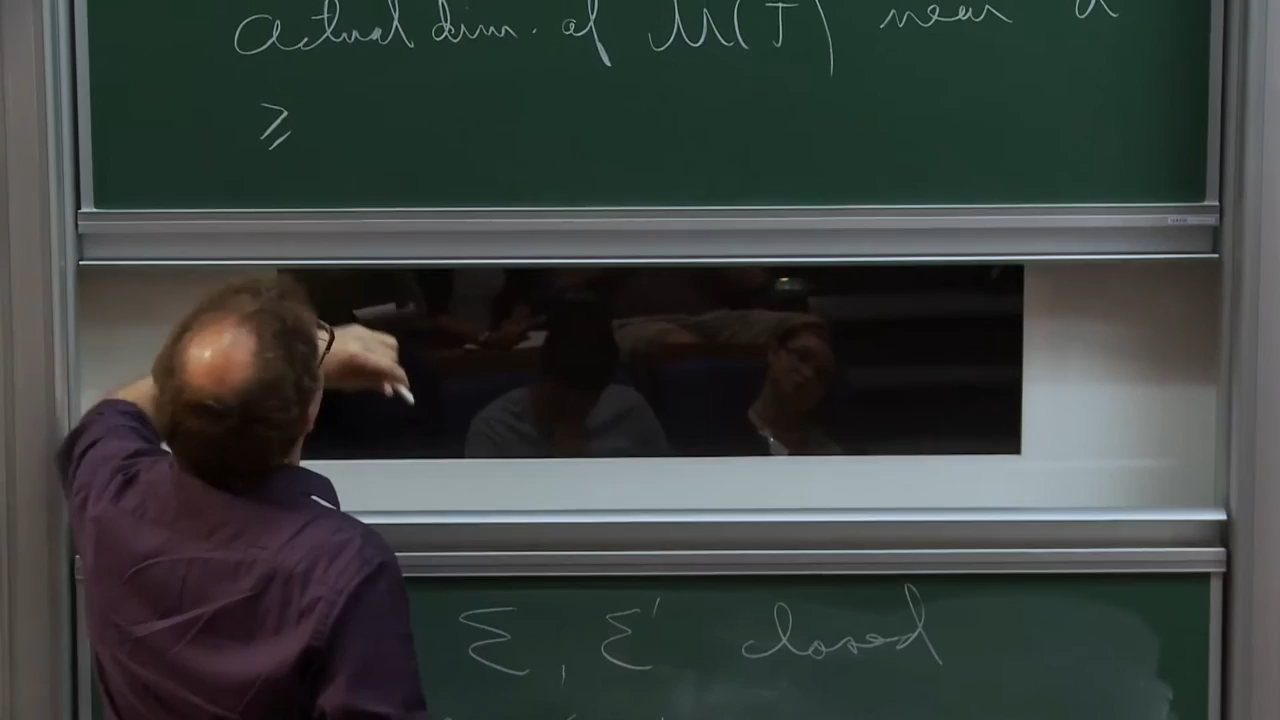 actual dim. of M(J) near u
≥
Σ, Σ' closed